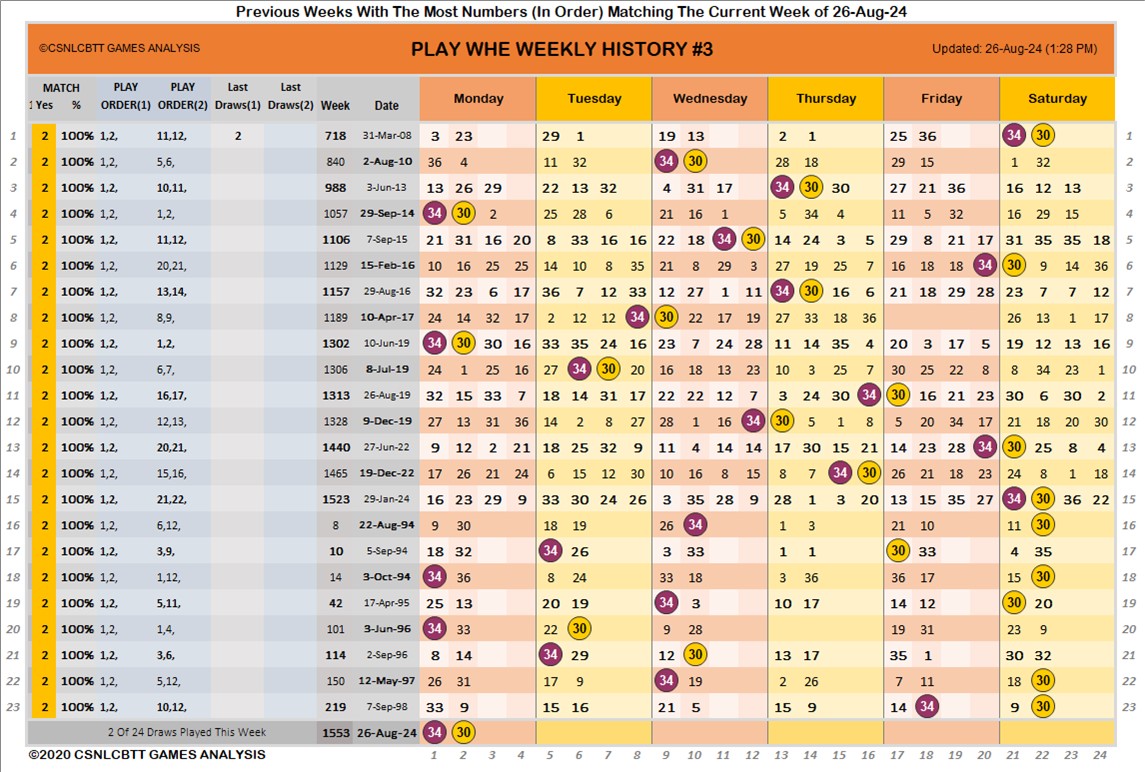 Previous Weeks With The Most Numbers (In Order) Matching The Current Week of 26-Aug-24
©CSNLCBTT GAMES ANALYSIS PLAY WHE WEEKLY HISTORY #3 Updated: 26-Aug-24 (1:28 PM)
MATCH PLAY PLAY Last Last
1 Yes % ORDER(1) ORDER(2) Draws(1) Draws(2) Week Date Monday Tuesday Wednesday Thursday Friday Saturday
1 2 100% 1,2, 11,12, 2 718 31-Mar-08 3 23 29 1 19 13 2 1 25 36 34 30 1
2 2 100% 1,2, 5,6, 840 2-Aug-10 36 4 11 32 34 30 28 18 29 15 1 32 2
3 2 100% 1,2, 10,11, 988 3-Jun-13 13 26 29 22 13 32 4 31 17 34 30 30 27 21 36 16 12 13 3
4 2 100% 1,2, 1,2, 1057 29-Sep-14 34 30 2 25 28 6 21 16 1 5 34 4 11 5 32 16 29 15 4
5 2 100% 1,2, 11,12, 1106 7-Sep-15 21 31 16 20 8 33 16 16 22 18 34 30 14 24 3 5 29 8 21 17 31 35 35 18 5
6 2 100% 1,2, 20,21, 1129 15-Feb-16 10 16 25 25 14 10 8 35 21 8 29 3 27 19 25 7 16 18 18 34 30 9 14 36 6
7 2 100% 1,2, 13,14, 1157 29-Aug-16 32 23 6 17 36 7 12 33 12 27 1 11 34 30 16 6 21 18 29 28 23 7 7 12 7
8 2 100% 1,2, 8,9, 1189 10-Apr-17 24 14 32 17 2 12 12 34 30 22 17 19 27 33 18 36 26 13 1 17 8
9 2 100% 1,2, 1,2, 1302 10-Jun-19 34 30 30 16 33 35 24 16 23 7 24 28 11 14 35 4 20 3 17 5 19 12 13 16 9
10 2 100% 1,2, 6,7, 1306 8-Jul-19 24 1 25 16 27 34 30 20 16 18 13 23 10 3 25 7 30 25 22 8 8 34 23 1 10
11 2 100% 1,2, 16,17, 1313 26-Aug-19 32 15 33 7 18 14 31 17 22 22 12 7 3 24 30 34 30 16 21 23 30 6 30 2 11
12 2 100% 1,2, 12,13, 1328 9-Dec-19 27 13 31 36 14 2 8 27 28 1 16 34 30 5 1 8 5 20 34 17 21 18 20 30 12
13 2 100% 1,2, 20,21, 1440 27-Jun-22 9 12 2 21 18 25 32 9 11 4 14 14 17 30 15 21 14 23 28 34 30 25 8 4 13
14 2 100% 1,2, 15,16, 1465 19-Dec-22 17 26 21 24 6 15 12 30 10 16 8 15 8 7 34 30 26 21 18 23 24 8 1 18 14
15 2 100% 1,2, 21,22, 1523 29-Jan-24 16 23 29 9 33 30 24 26 3 35 28 9 28 1 3 20 13 15 35 27 34 30 36 22 15
16 2 100% 1,2, 6,12, 8 22-Aug-94 9 30 18 19 26 34 1 3 21 10 11 30 16
17 2 100% 1,2, 3,9, 10 5-Sep-94 18 32 34 26 3 33 1 1 30 33 4 35 17
18 2 100% 1,2, 1,12, 14 3-Oct-94 34 36 8 24 33 18 3 36 36 17 15 30 18
19 2 100% 1,2, 5,11, 42 17-Apr-95 25 13 20 19 34 3 10 17 14 12 30 20 19
20 2 100% 1,2, 1,4, 101 3-Jun-96 34 33 22 30 9 28 19 31 23 9 20
21 2 100% 1,2, 3,6, 114 2-Sep-96 8 14 34 29 12 30 13 17 35 1 30 32 21
22 2 100% 1,2, 5,12, 150 12-May-97 26 31 17 9 34 19 2 26 7 11 18 30 22
23 2 100% 1,2, 10,12, 219 7-Sep-98 33 9 15 16 21 5 15 9 14 34 9 30 23
2 Of 24 Draws Played This Week 1553 26-Aug-24 34 30
©2020 CSNLCBTT GAMES ANALYSIS 1 2 3 4 5 6 7 8 9 10 11 12 13 14 15 16 17 18 19 20 21 22 23 24